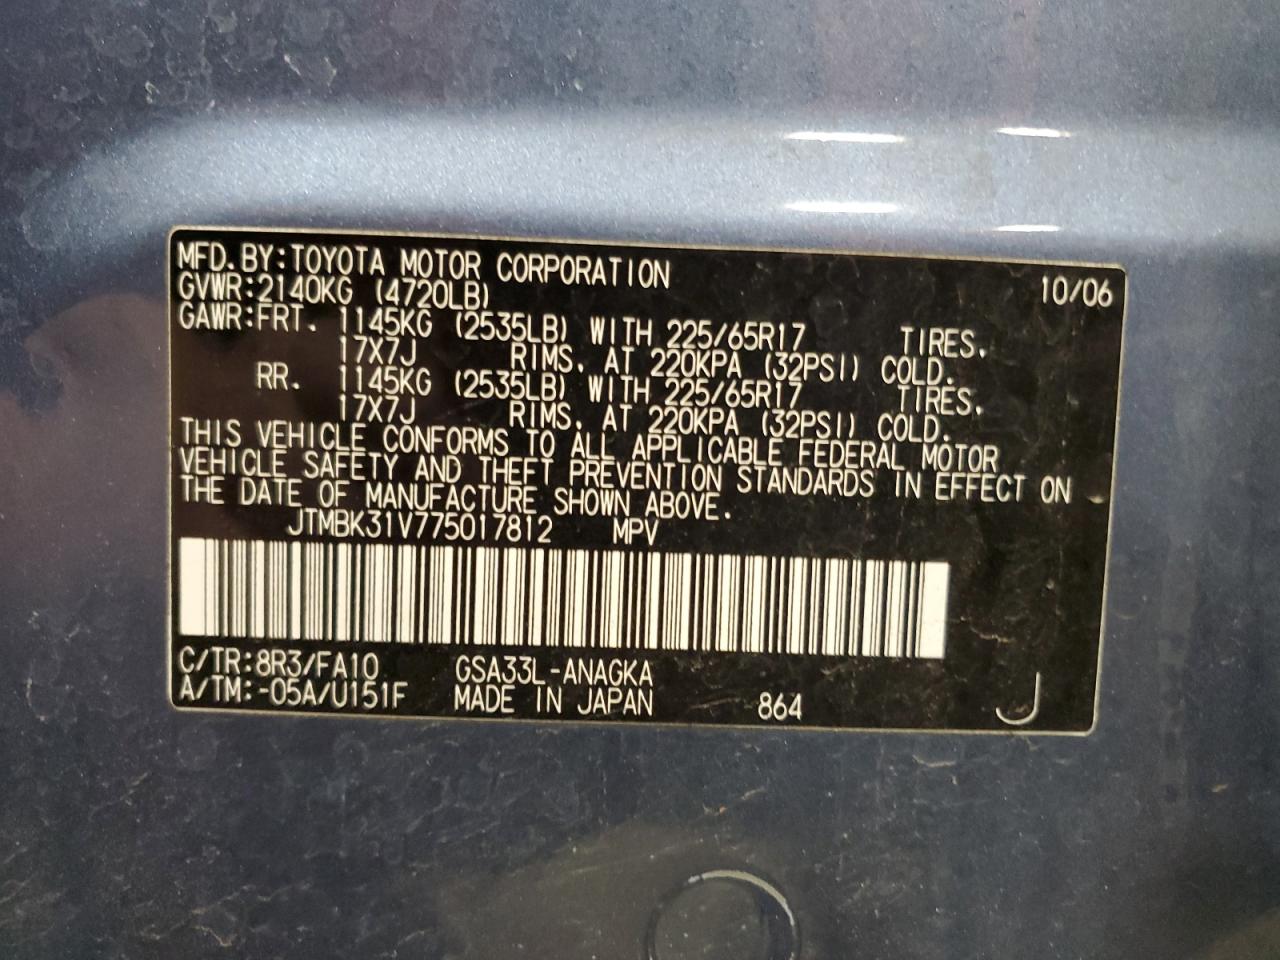 MFD.BY:TOYOTA MOTOR CORPORATION 10/06
GVWR:2140KG (4720LB)
GAWR:FRT. 1145KG (2535LB) WITH 225/65R17 TIRES.
17X7J RIMS, AT 220KPA (32PSI) COLD.
RR. 1145KG (2535LB) WITH 225/65R17 TIRES.
17X7J RIMS, AT 220KPA (32PSI) COLD.
THIS VEHICLE CONFORMS TO ALL APPLICABLE FEDERAL MOTOR
VEHICLE SAFETY AND THEFT PREVENTION STANDARDS IN EFFECT ON
THE DATE OF MANUFACTURE SHOWN ABOVE.
JTMBK31V775017812 MPV
C/TR:8R3/FA10 GSA33L-ANAGKA
A/TM:-05A/U151F MADE IN JAPAN 864 J